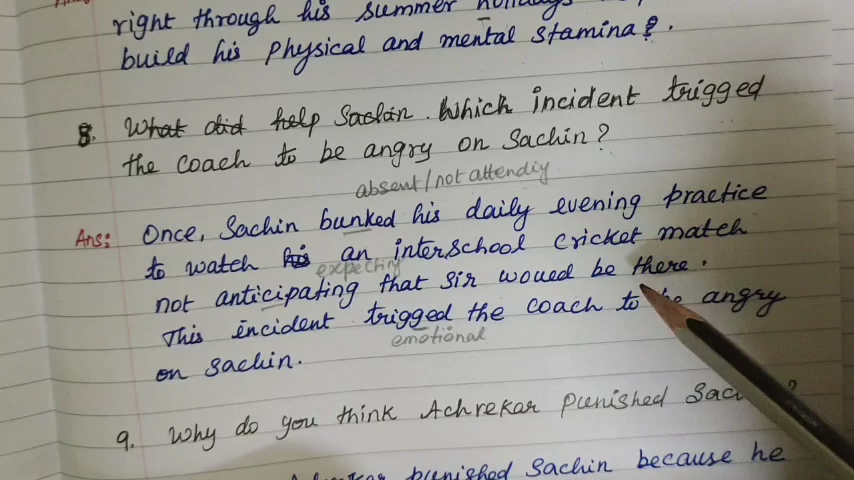 right through his summer holidays
build his physical and mental stamina?.
8. What did help Sachin. Which incident trigged
the coach to be angry on Sachin?
absent/not attendiy
Ans: Once, Sachin bunked his daily evening practice
to watch his an interschool cricket match
expecting
not anticipating that sir woued be there.
This incident trigged the coach to be angry
emotional
on sachin.
9. Why do you think Achrekar punished
punished Sachin because he